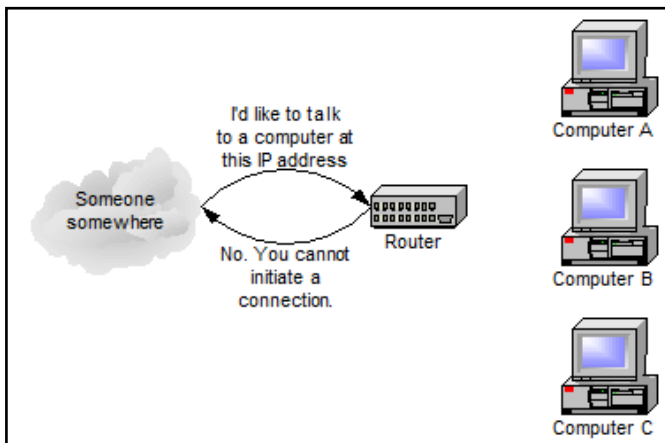 I'd like to talk
to a computer at
this IP address
Someone
somewhere
No. You cannot
initiate a
connection.
Router
Computer A
Computer B
Computer C